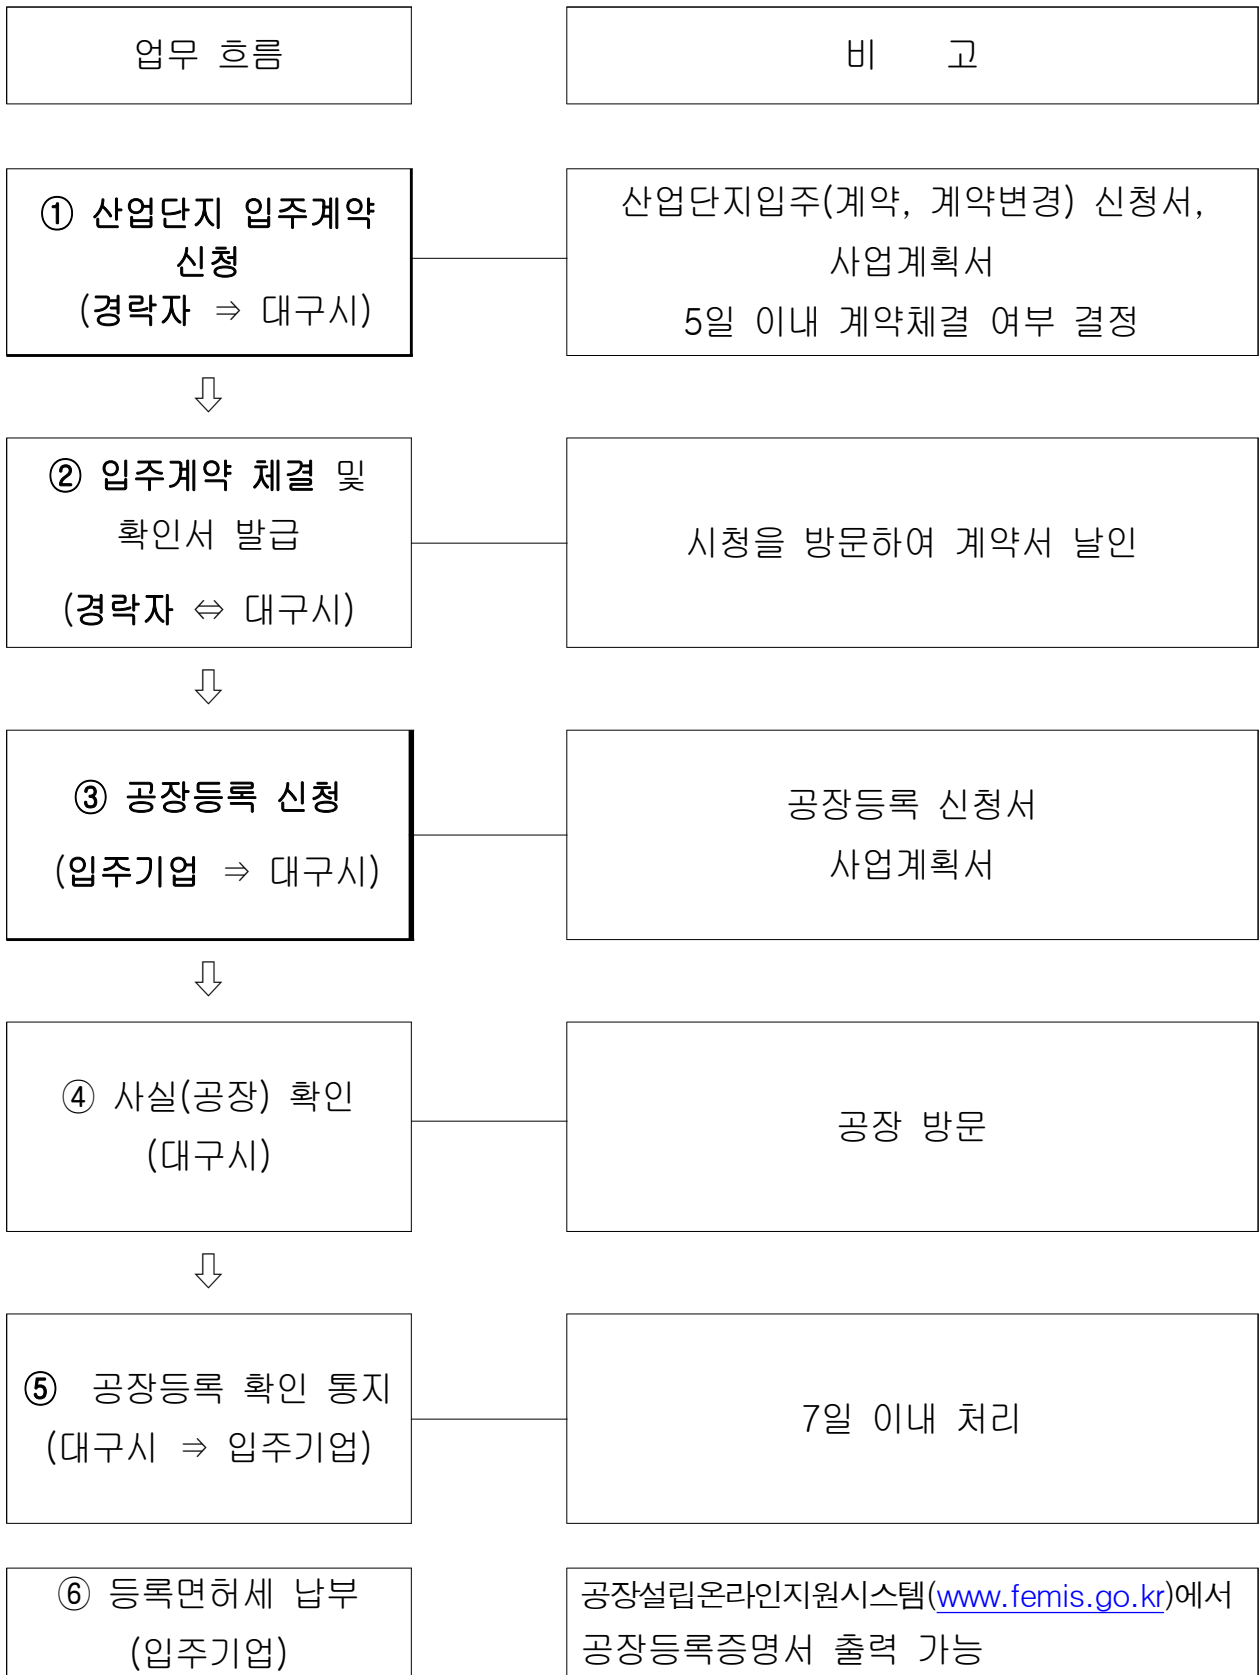 업무 흐름
비 고
① 산업단지 입주계약
신청
(경락자 ⇒ 대구시)
산업단지입주(계약, 계약변경) 신청서,
사업계획서
5일 이내 계약체결 여부 결정
⇩
② 입주계약 체결 및
확인서 발급
(경락자 ⇔ 대구시)
시청을 방문하여 계약서 날인
⇩
③ 공장등록 신청
(입주기업 ⇒ 대구시)
공장등록 신청서
사업계획서
⇩
④ 사실(공장) 확인
(대구시)
공장 방문
⇩
⑤ 공장등록 확인 통지
(대구시 ⇒ 입주기업)
7일 이내 처리
⑥ 등록면허세 납부
(입주기업)
공장설립온라인지원시스템(www.femis.go.kr)에서
공장등록증명서 출력 가능